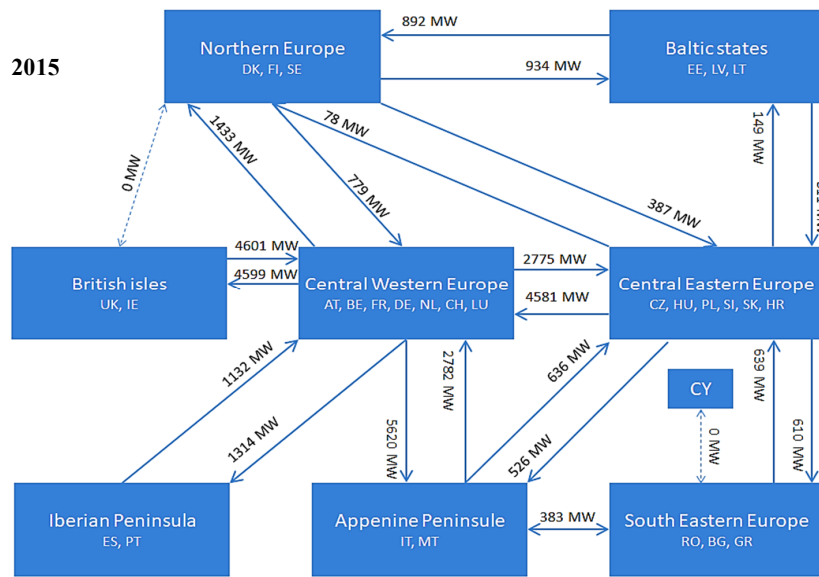 892 MW
Northern Europe
DK, FI, SE
Baltic states
EE, LV, LT
2015
934 MW
1433 MW
78 MW
149 MW
0 MW
779 MW
387 MW
MW
4601 MW
British isles
UK, IE
4599 MW
Central Western Europe
AT, BE, FR, DE, NL, CH, LU
2775 MW
4581 MW
Central Eastern Europe
CZ, HU, PL, SI, SK, HR
1132 MW
1314 MW
5620 MW
2782 MW
636 MW
526 MW
CY
0 MW
639 MW
610 MW
Iberian Peninsula
ES, PT
Appenine Peninsule
IT, MT
383 MW
South Eastern Europe
RO, BG, GR